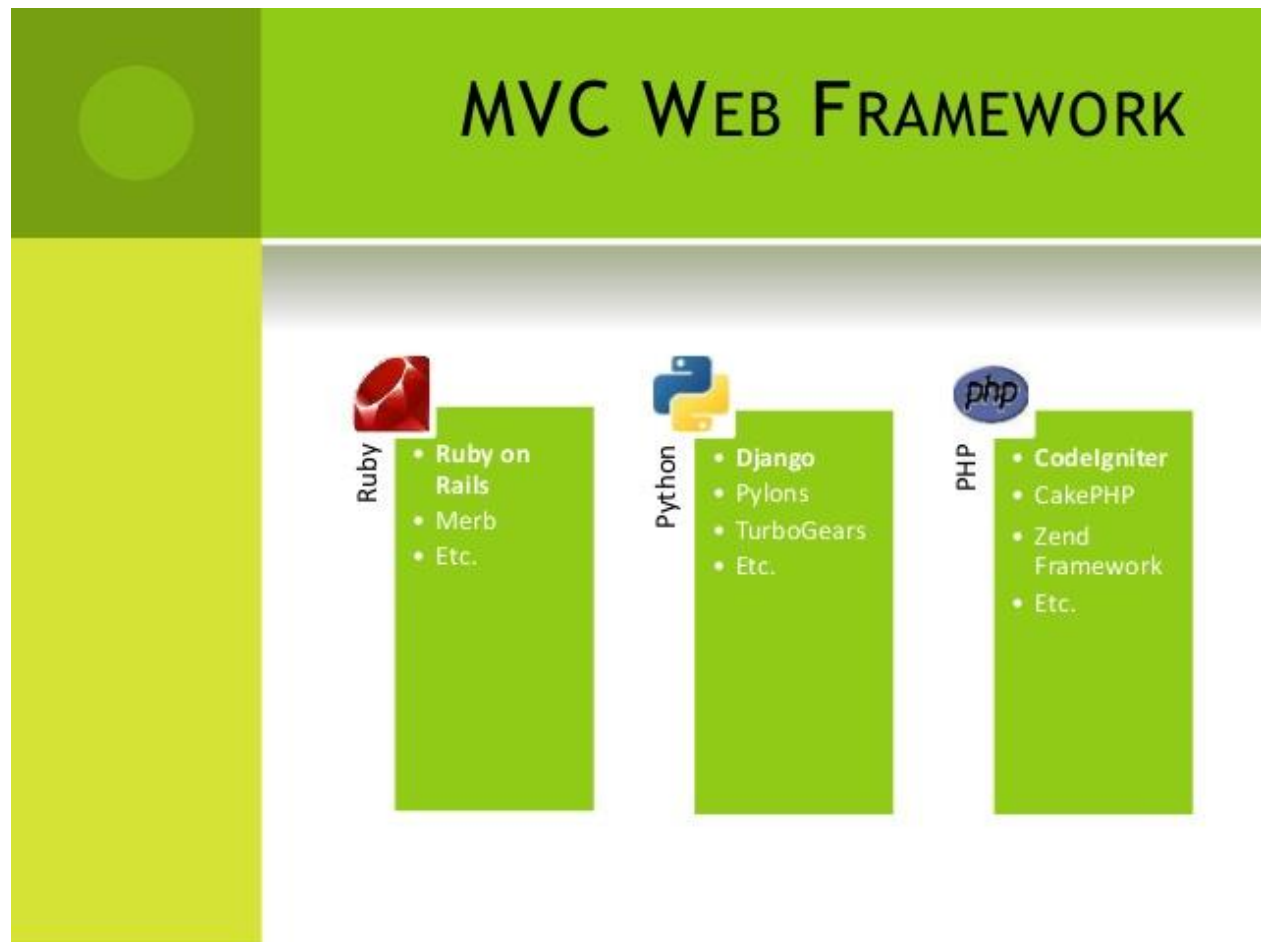 MVC WEB FRAMEWORK
Ruby
• Ruby on
Rails
• Merb
• Etc.
Python
• Django
• Pylons
• TurboGears
• Etc.
php
PHP
• CodeIgniter
• CakePHP
• Zend
Framework
• Etc.